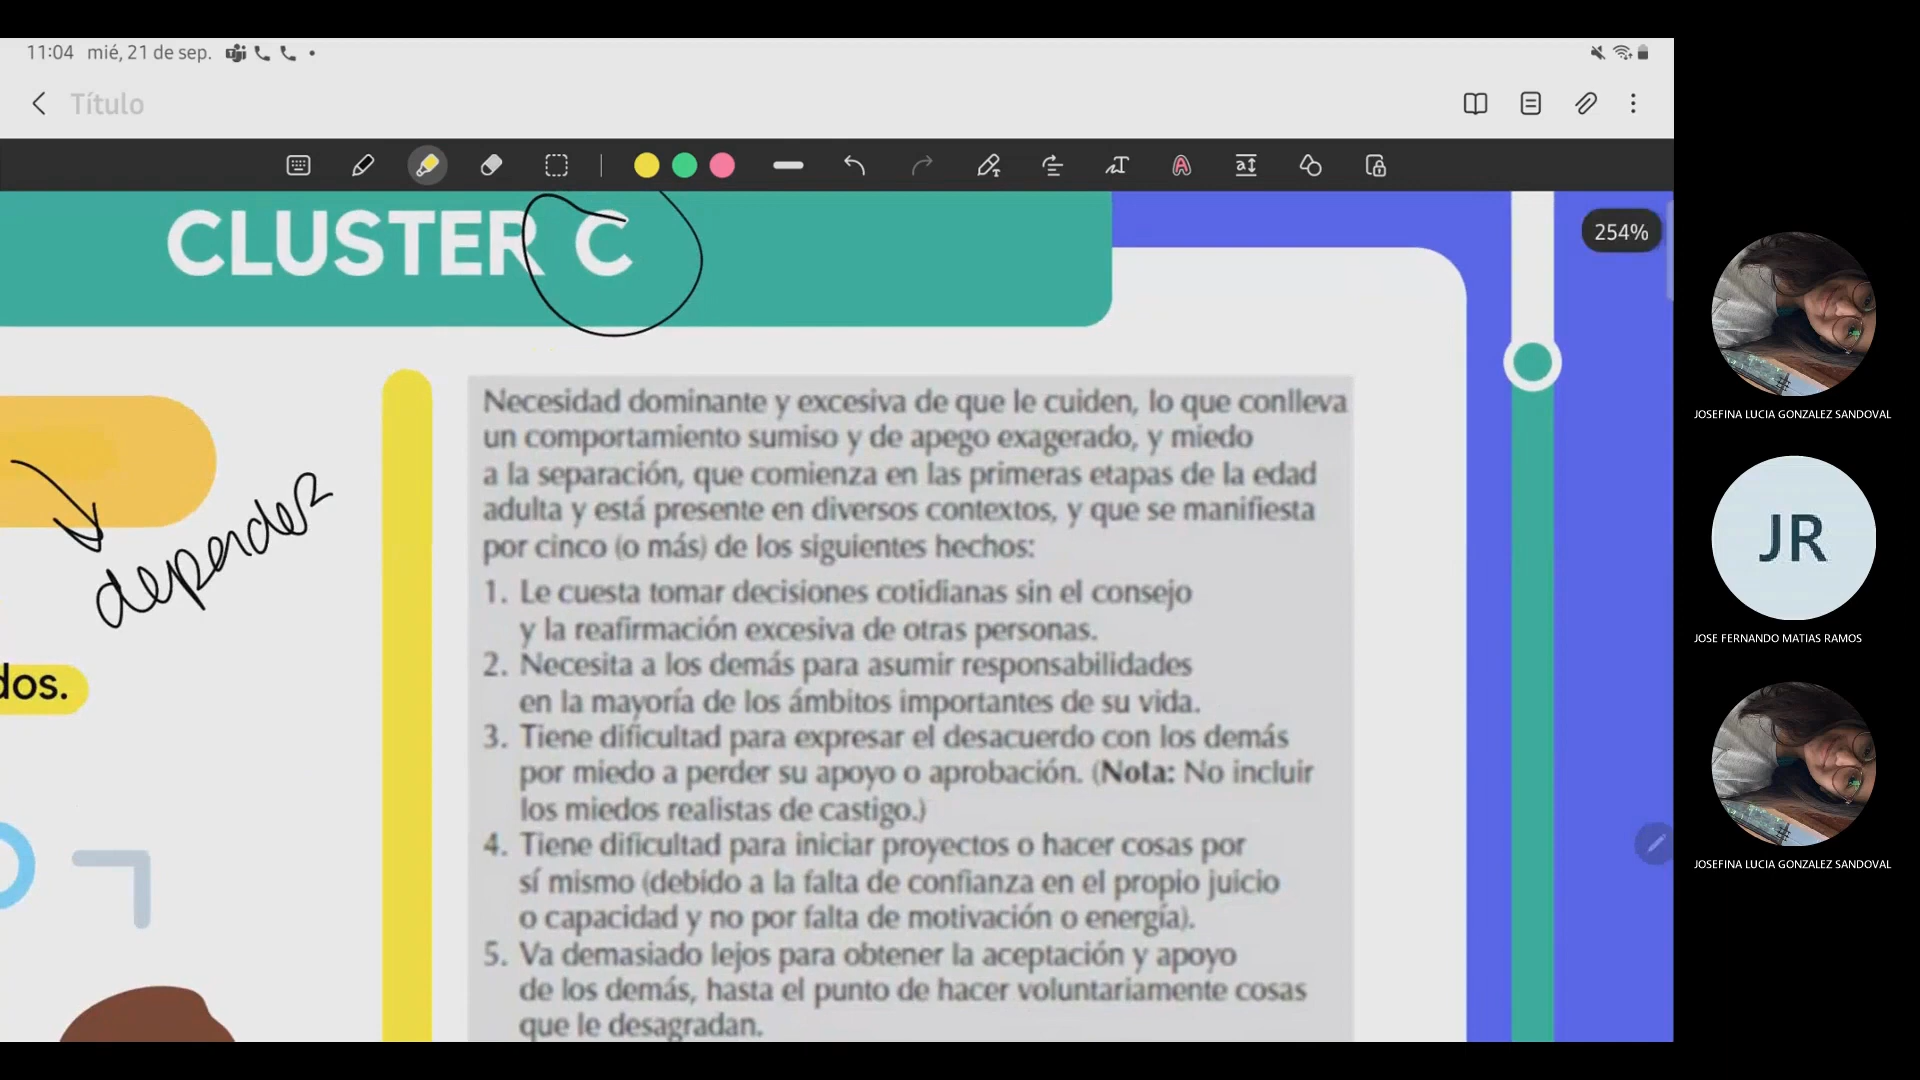 11:04 mié, 21 de sep.
Título
254%
CLUSTER C
depender
dos.
Necesidad dominante y excesiva de que le cuiden, lo que conlleva
un comportamiento sumiso y de apego exagerado, y miedo
a la separación, que comienza en las primeras etapas de la edad
adulta y está presente en diversos contextos, y que se manifiesta
por cinco (o más) de los siguientes hechos:
1. Le cuesta tomar decisiones cotidianas sin el consejo
y la reafirmación excesiva de otras personas.
2. Necesita a los demás para asumir responsabilidades
en la mayoría de los ámbitos importantes de su vida.
3. Tiene dificultad para expresar el desacuerdo con los demás
por miedo a perder su apoyo o aprobación. (Nota: No incluir
los miedos realistas de castigo.)
4. Tiene dificultad para iniciar proyectos o hacer cosas por
sí mismo (debido a la falta de confianza en el propio juicio
o capacidad y no por falta de motivación o energía).
5. Va demasiado lejos para obtener la aceptación y apoyo
de los demás, hasta el punto de hacer voluntariamente cosas
que le desagradan.
JOSEFINA LUCIA GONZALEZ SANDOVAL
JR
JOSE FERNANDO MATIAS RAMOS
JOSEFINA LUCIA GONZALEZ SANDOVAL